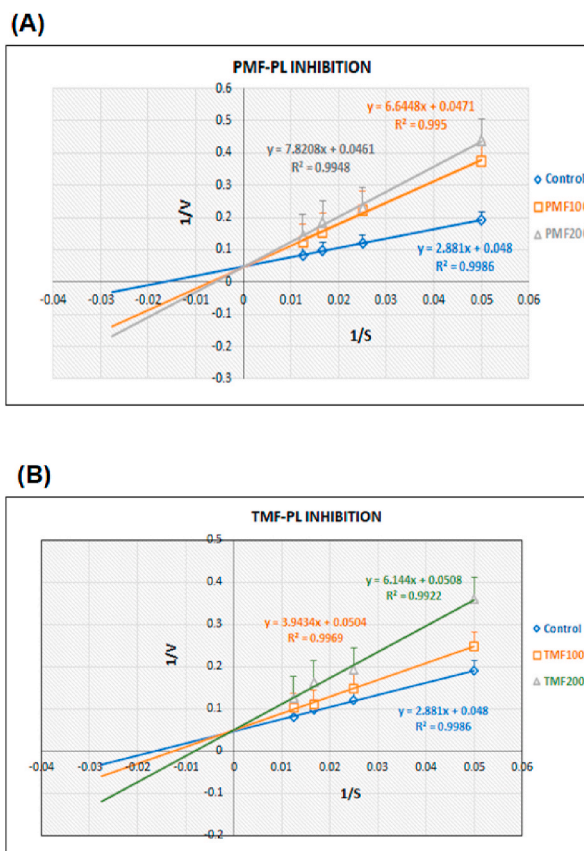 (A)
PMF-PL INHIBITION
0.6
0.5
0.4
0.3
0.2
0.1
0
-0.1
-0.2
-0.3
y = 6.6448x + 0.0471
R² = 0.995
y = 7.8208x + 0.0461
R² = 0.9948
y = 2.881x + 0.048
R² = 0.9986
-0.04
-0.03
-0.02
-0.01
0
0.01
0.02
0.03
0.04
0.05
0.06
1/V
1/S
Control
PMF100
PMF200
(B)
TMF-PL INHIBITION
0.5
0.4
0.3
0.2
0.1
0
-0.1
-0.2
y = 6.144x + 0.0508
R² = 0.9922
y = 3.9434x + 0.0504
R² = 0.9969
y = 2.881x + 0.048
R² = 0.9986
-0.04
-0.03
-0.02
-0.01
0.01
0.02
0.03
0.04
0.05
0.06
1/V
1/S
Control
TMF100
TMF200